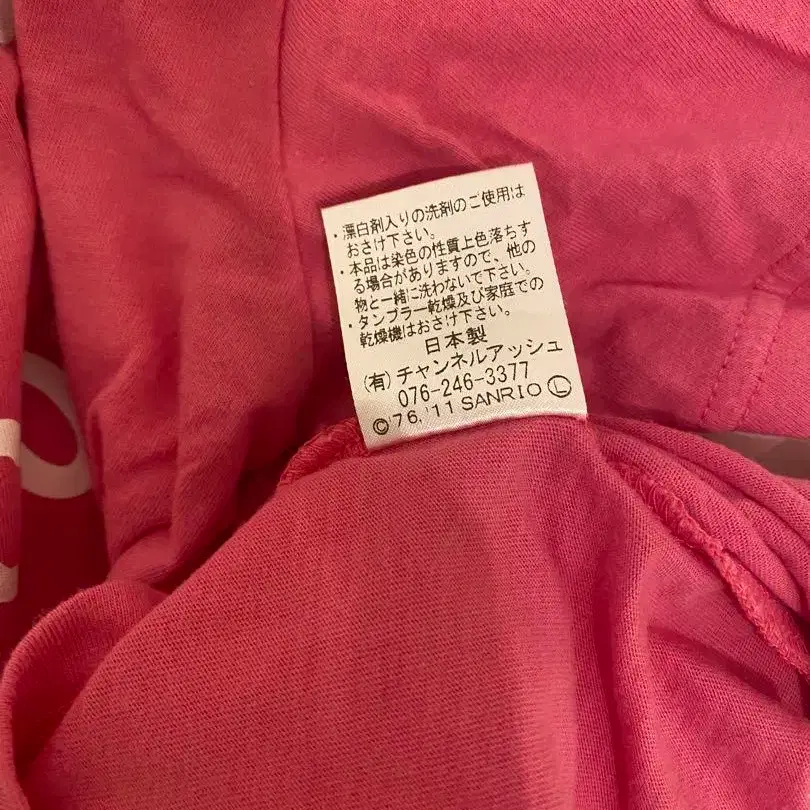 ・漂白剤入りの洗剤のご使用は
おさけ下さい。
・本品は染色の性質上色落ちす
る場合がありますので、他の
物と一緒に洗わないで下さい。
・タンブラー乾燥及び家庭での
乾燥機はおさけ下さい。
日本製
(有)チャンネルアッシュ
076-246-3377
©'76,'11 SANRIO Ⓛ